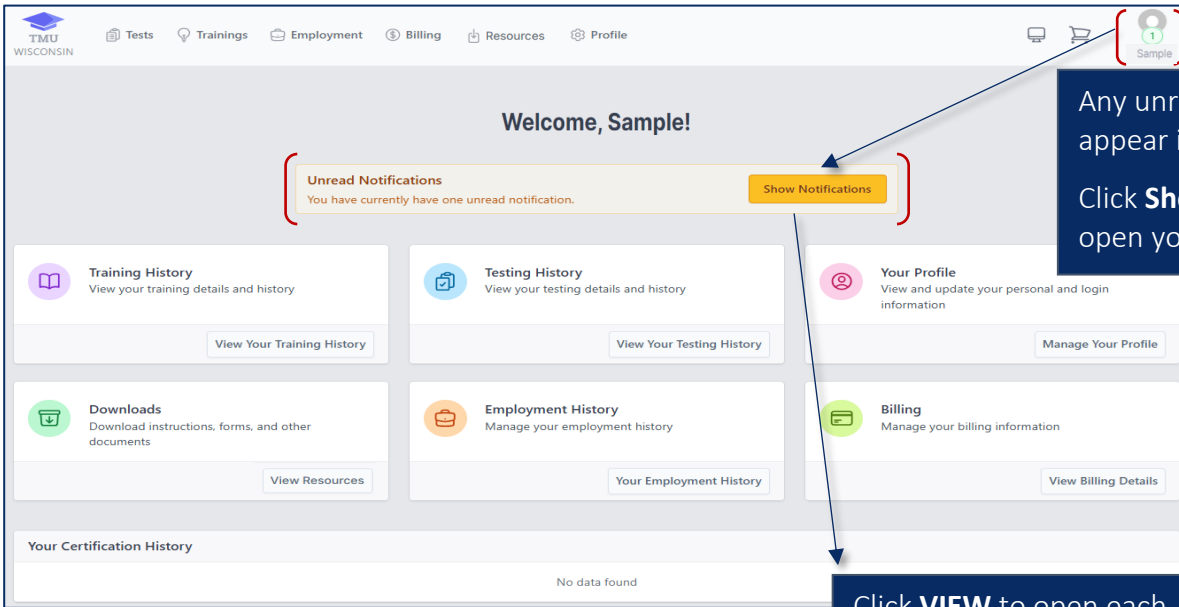 TMU
WISCONSIN
Tests Trainings Employment Billing Resources Profile
1
Sample
Any
appear
Click
open
Welcome, Sample!
Unread Notifications
You have currently have one unread notification.
Show Notifications
Training History
View your training details and history
View Your Training History
Testing History
View your testing details and history
View Your Testing History
Your Profile
View and update your personal and login
information
Manage Your Profile
Downloads
Download instructions, forms, and other
documents
View Resources
Employment History
Manage your employment history
Your Employment History
Billing
Manage your billing information
View Billing Details
Your Certification History
No data found
Click VIEW to open each